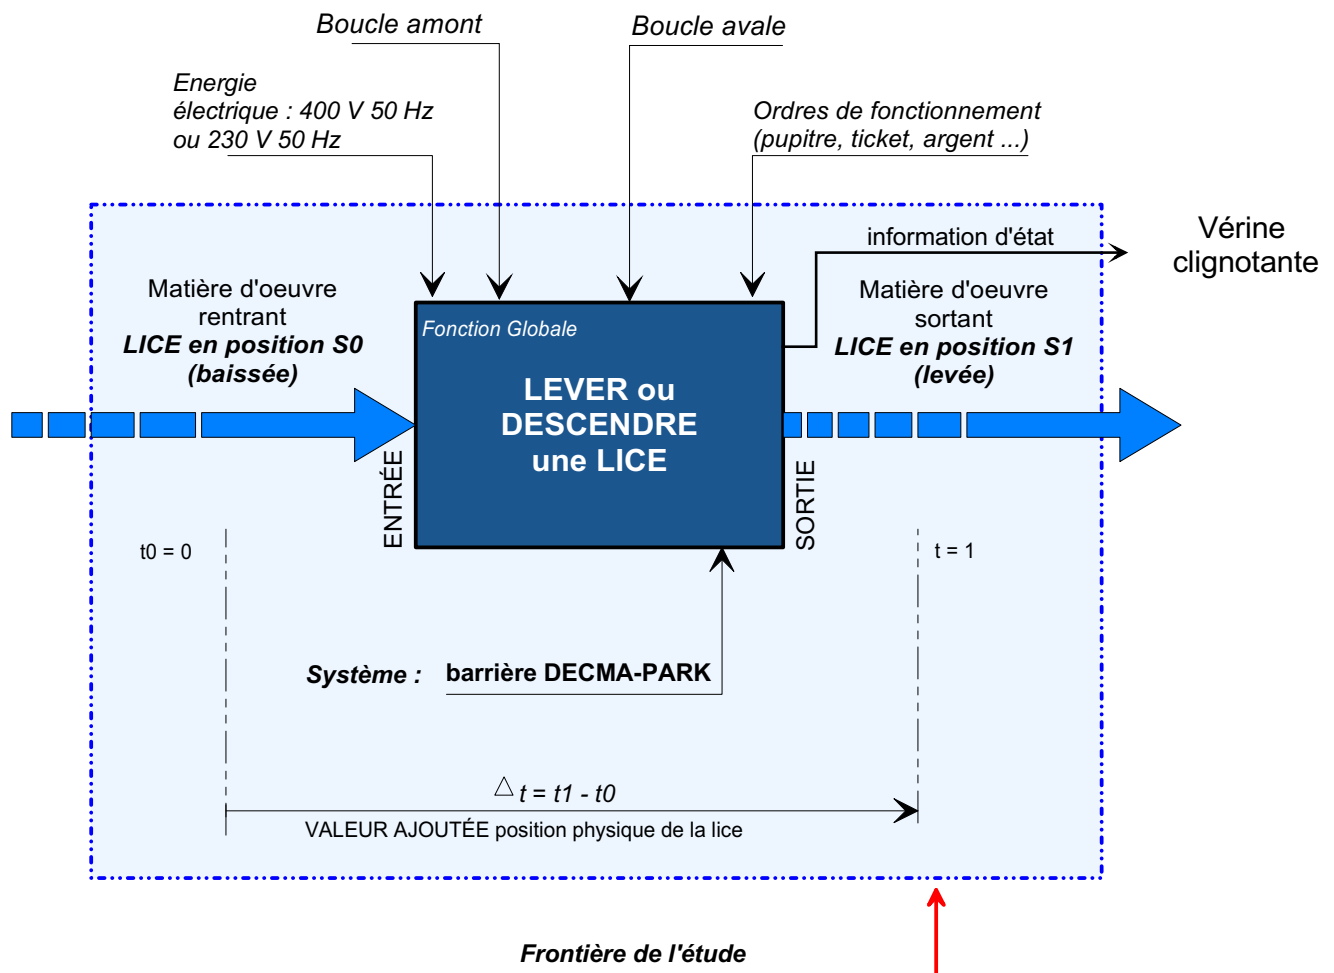 Boucle amont
Boucle avale
Energie
électrique : 400 V 50 Hz
ou 230 V 50 Hz
Ordres de fonctionnement
(pupitre, ticket, argent ...)
information d'état
Vérine
clignotante
Matière d'oeuvre
rentrant
LICE en position S0
(baissée)
Fonction Globale
LEVER ou
DESCENDRE
une LICE
Matière d'oeuvre
sortant
LICE en position S1
(levée)
ENTRÉE
SORTIE
t0 = 0
t = 1
Système : barrière DECMA-PARK
△ t = t1 - t0
VALEUR AJOUTÉE position physique de la lice
Frontière de l'étude